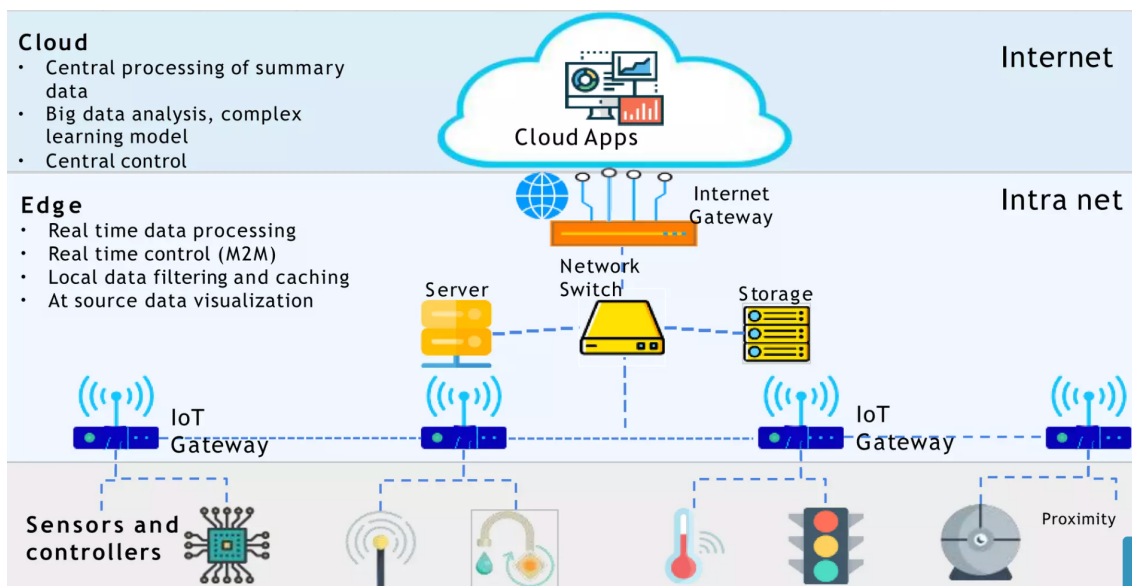 Cloud
• Central processing of summary
data
• Big data analysis, complex
learning model
• Central control
Internet
Cloud Apps
Edge
• Real time data processing
• Real time control (M2M)
• Local data filtering and caching
• At source data visualization
Internet
Gateway
Intra net
Network
Switch
Server
Storage
IoT
Gateway
IoT
Gateway
Sensors and
controllers
Proximity